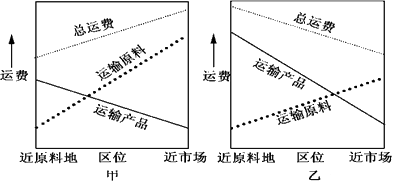 总运费
运输原料
运输产品
运费
近原料地 区位 近市场
甲
总运费
运输产品
运输原料
运费
近原料地 区位 近市场
乙